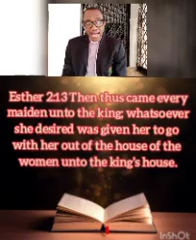 Esther 2:13 Then thus came every
maiden unto the king; whatsoever
she desired was given her to go
with her out of the house of the
women unto the king's house.
InShOt